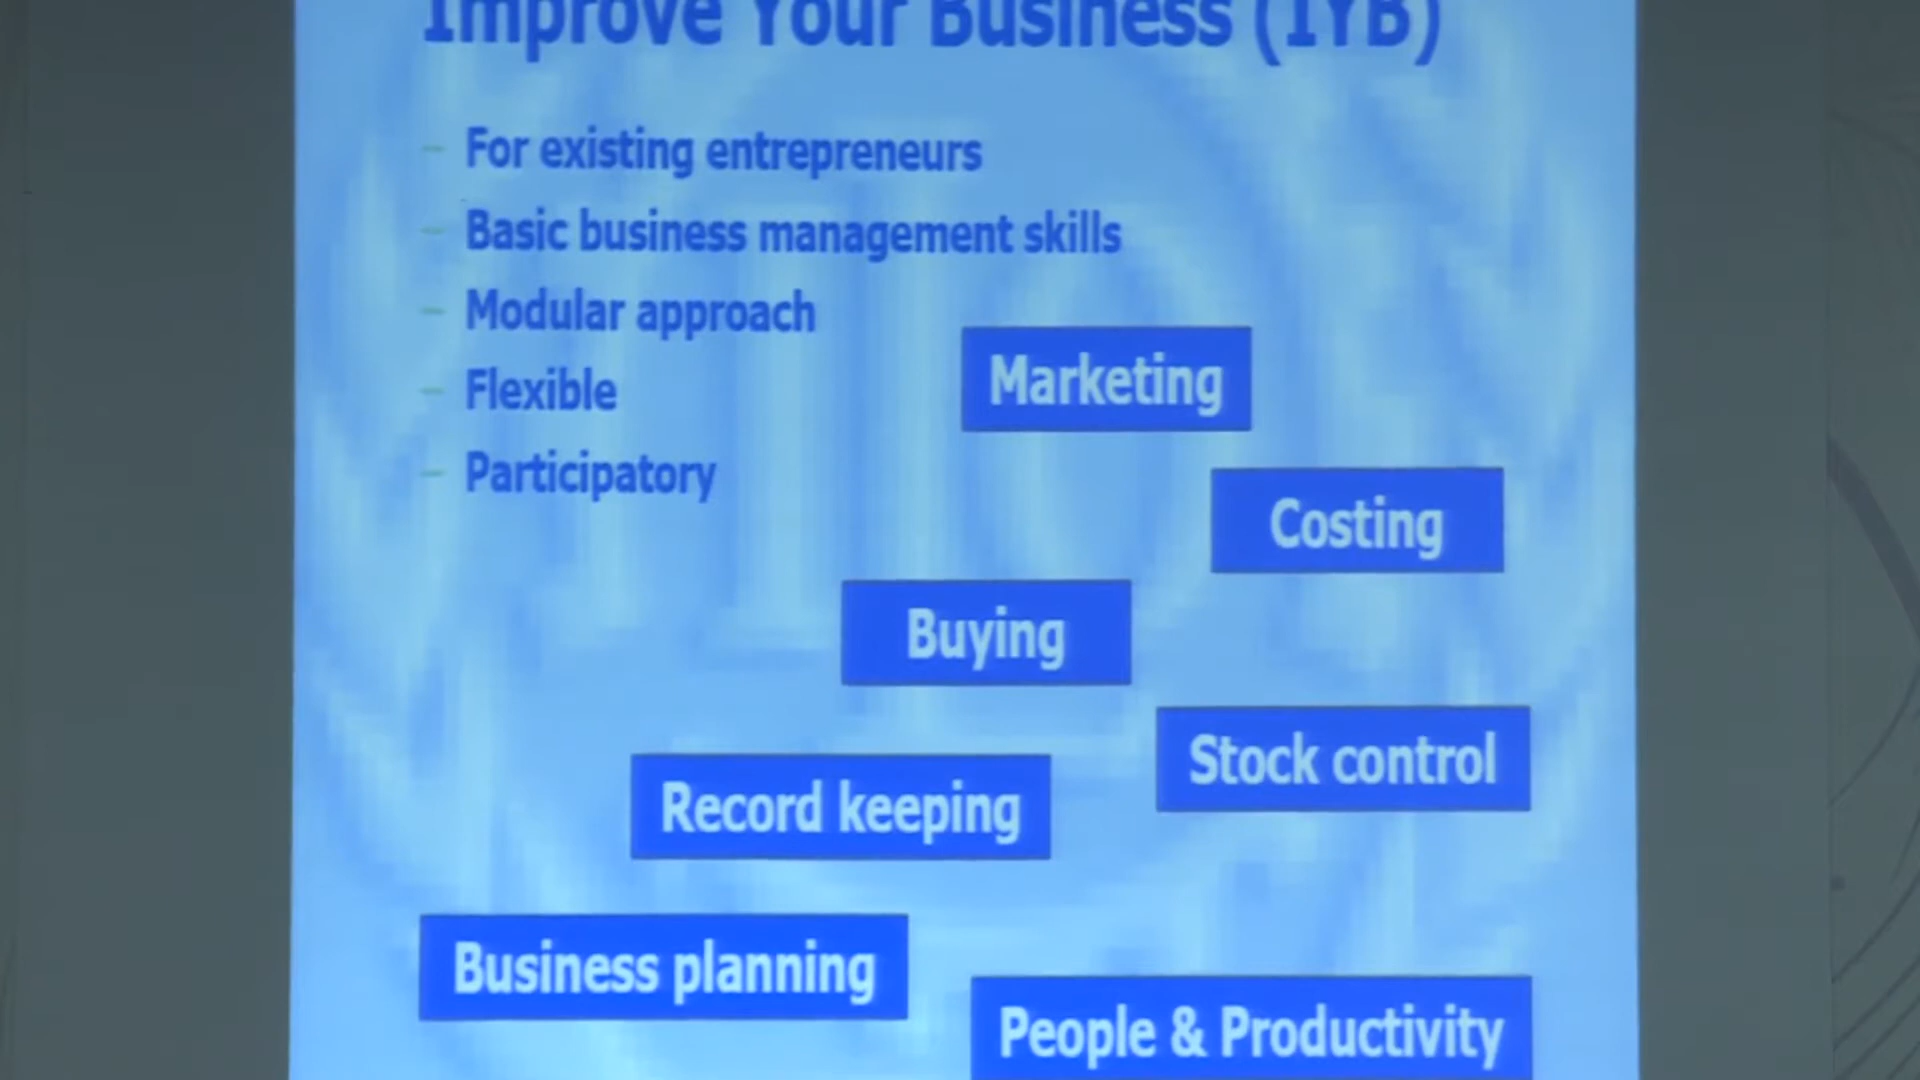 Improve Your Business (IYB)
– For existing entrepreneurs
– Basic business management skills
– Modular approach
– Flexible
– Participatory
Marketing
Costing
Buying
Stock control
Record keeping
Business planning
People & Productivity